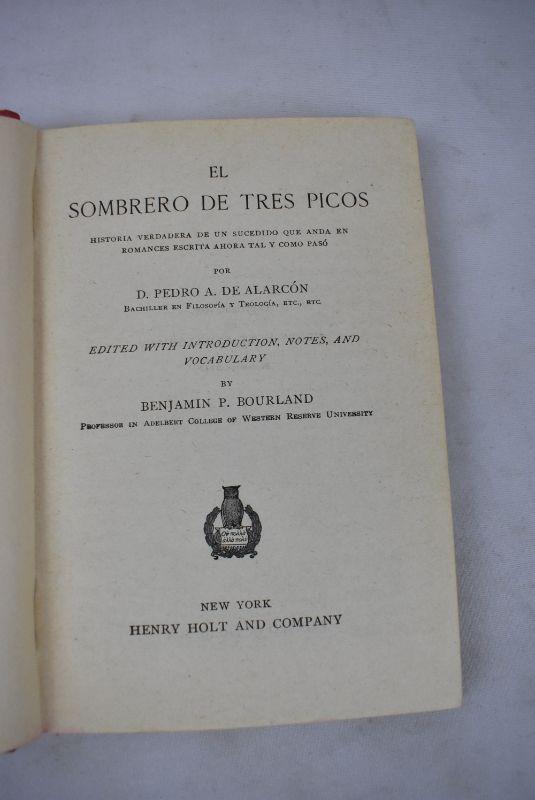 EL
SOMBRERO DE TRES PICOS
HISTORIA VERDADERA DE UN SUCEDIDO QUE ANDA EN
ROMANCES ESCRITA AHORA TAL Y COMO PASÓ
POR
D. PEDRO A. DE ALARCÓN
BACHILLER EN FILOSOFÍA Y TEOLOGÍA, ETC., ETC.
EDITED WITH INTRODUCTION, NOTES, AND
VOCABULARY
BY
BENJAMIN P. BOURLAND
PROFESSOR IN ADELBERT COLLEGE OF WESTERN RESERVE UNIVERSITY
NEW YORK
HENRY HOLT AND COMPANY